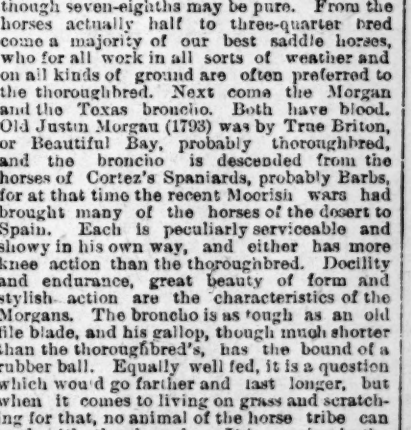 though seven-eighths may be pure. From the
horses actually half to three-quarter bred
come a majority of our best saddle horses,
who for all work in all sorts of weather and
on all kinds of ground are often preferred to
the thoroughbred. Next come the Morgan
and the Texas broncho. Both have blood.
Old Justin Morgan (1793) was by True Briton,
or Beautiful Bay, probably thoroughbred,
and the broncho is descended from the
horses of Cortez's Spaniards, probably Barbs,
for at that time the recent Moorish wars had
brought many of the horses of the desert to
Spain. Each is peculiarly serviceable and
showy in his own way, and either has more
knee action than the thoroughbred. Docility
and endurance, great beauty of form and
stylish action are the characteristics of the
Morgans. The broncho is as tough as an old
file blade, and his gallop, though much shorter
than the thoroughbred's, has the bound of a
rubber ball. Equally well fed, it is a question
which wou'd go farther and last longer, but
when it comes to living on grass and scratch-
ing for that, no animal of the horse tribe can